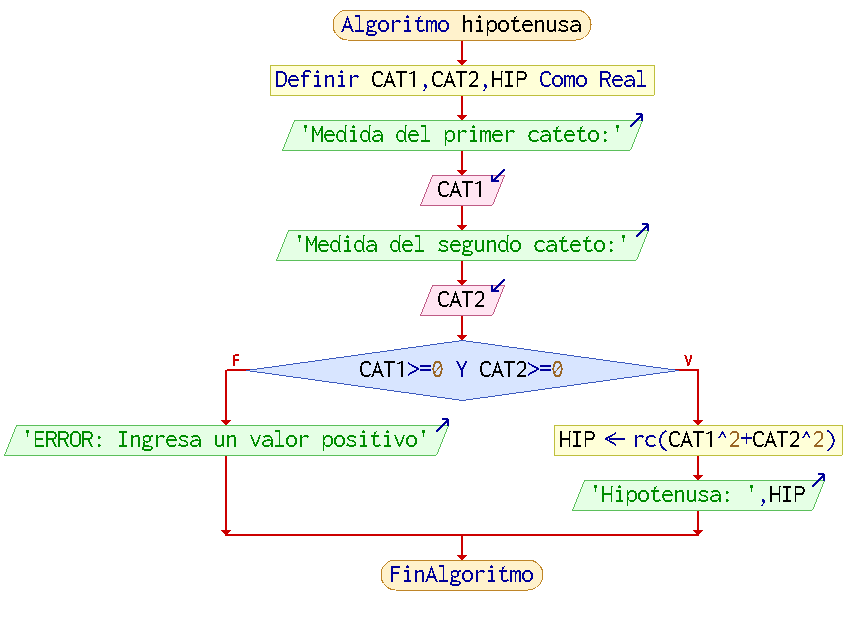 Algoritmo hipotenusa
Definir CAT1,CAT2,HIP Como Real
'Medida del primer cateto:'
CAT1
'Medida del segundo cateto:'
CAT2
F
CAT1>=0 Y CAT2>=0
V
'ERROR: Ingresa un valor positivo'
HIP ← rc(CAT1^2+CAT2^2)
'Hipotenusa: ',HIP
FinAlgoritmo